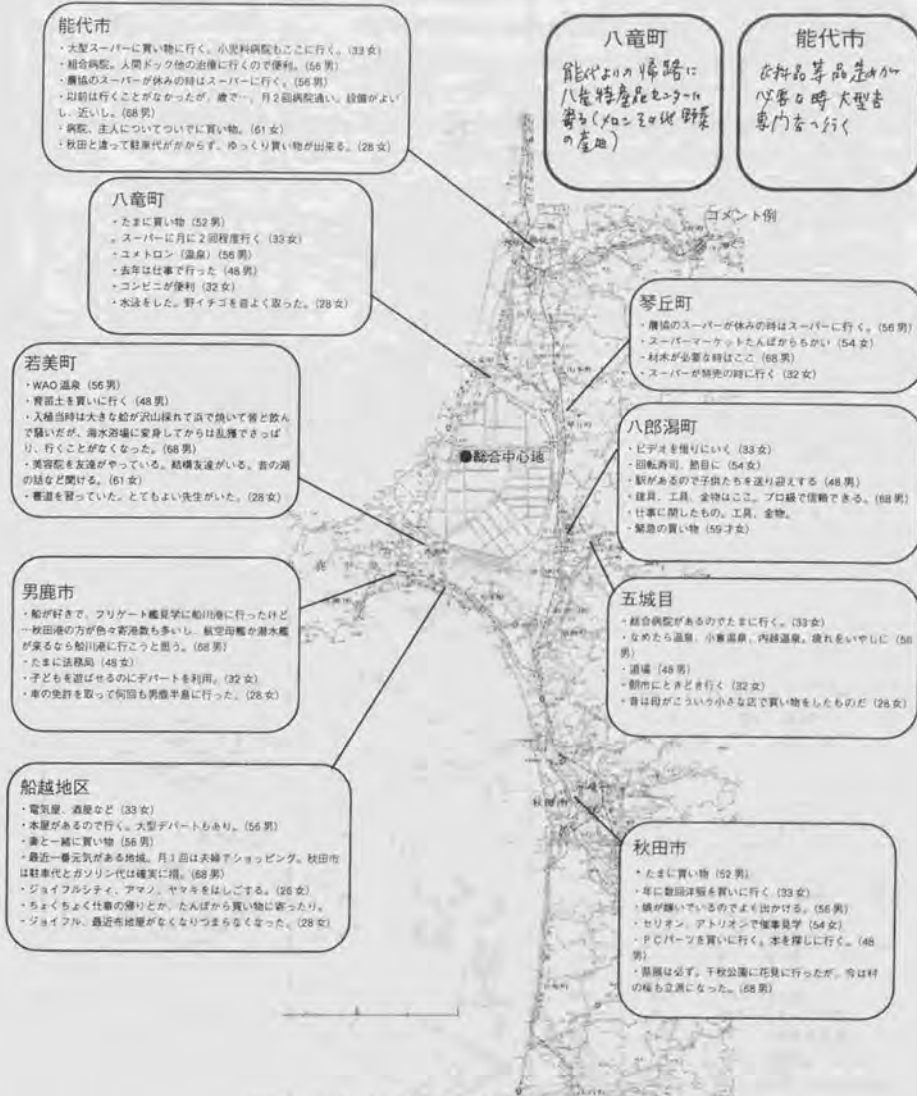 能代市
・大型スーパーに買い物に行く。小児科病院もここに行く。(33女)
・組合病院。人間ドック他の治療に行くので便利。(56男)
・農協のスーパーが休みの時はスーパーに行く。(56男)
・以前は行くことがなかったが、歳で…、月2回病院通い。設備がよい
し、近いし。(68男)
・病院、主人についてついでに買い物。(61女)
・秋田と違って駐車代がかからず、ゆっくり買い物が出来る。(28女)
八竜町
能代よりの帰路に
八竜特産品センターに
寄る(メロンその他野菜
の産地)
能代市
衣料品等品定めが
必要な時大型店
専門店へ行く
コメント例
八竜町
・たまに買い物(52男)
。スーパーに月に2回程度行く(33女)
・ユメトロン(温泉)(56男)
・去年は仕事で行った(48男)
・コンビニが便利(32女)
・水泳をした。野イチゴを昔よく取った。(28女)
琴丘町
・農協のスーパーが休みの時はスーパーに行く。(56男)
・スーパーマーケットたんぼからちかい(54女)
・材木が必要な時はここ(68男)
・スーパーが特売の時に行く(32女)
若美町
・WAO温泉(56男)
・育苗土を買いに行く(48男)
・入植当時は大きな蛤が沢山採れて浜で焼いて皆と飲ん
で騒いだが、海水浴場に変身してからは乱獲でさっぱ
り、行くことがなくなった。(68男)
・美容院を友達がやっている。結構友達がいる。昔の湖
の話など聞ける。(61女)
・書道を習っていた。とてもよい先生がいた。(28女)
八郎潟町
・ビデオを借りにいく(33女)
・回転寿司、節目に(54女)
・駅があるので子供たちを送り迎えする(48男)
・建具、工具、金物はここ。プロ級で信頼できる。(68男)
・仕事に関したもの。工具、金物。
・緊急の買い物(59才女)
●総合中心地
男鹿市
・船が好きで、フリゲート艦見学に船川港に行ったけど
…秋田港の方が色々寄港数も多いし、航空母艦か潜水艦
が来るなら船川港に行こうと思う。(68男)
・たまに法務局(48女)
・子どもを遊ばせるのにデパートを利用。(32女)
・車の免許を取って何回も男鹿半島に行った。(28女)
五城目
・総合病院があるのでたまに行く。(33女)
・なめたら温泉、小倉温泉、内越温泉。疲れをいやしに(56
男)
・道場(48男)
・朝市にときどき行く(32女)
・昔は母がこういう小さな店で買い物をしたものだ(28女)
船越地区
・電気屋、酒屋など(33女)
・本屋があるので行く。大型デパートもあり。(56男)
・妻と一緒に買い物(56男)
・最近一番元気がある地域。月1回は夫婦でショッピング。秋田市
は駐車代とガソリン代は確実に損。(68男)
・ジョイフルシティ、アマノ、ヤマキをはしごする。(26女)
・ちょくちょく仕事の帰りとか、たんぼから買い物に寄ったり。
・ジョイフル、最近布地屋がなくなりつまらなくなった。(28女)
秋田市
秋田市
・たまに買い物(52男)
・年に数回洋服を買いに行く(33女)
・娘が嫁いでいるのでよく出かける。(56男)
・セリオン、アトリオンで催事見学(54女)
・PCパーツを買いに行く。本を探しに行く。(48
男)
・県展は必ず。千秋公園に花見に行ったが、今は村
の桜も立派になった。(68男)